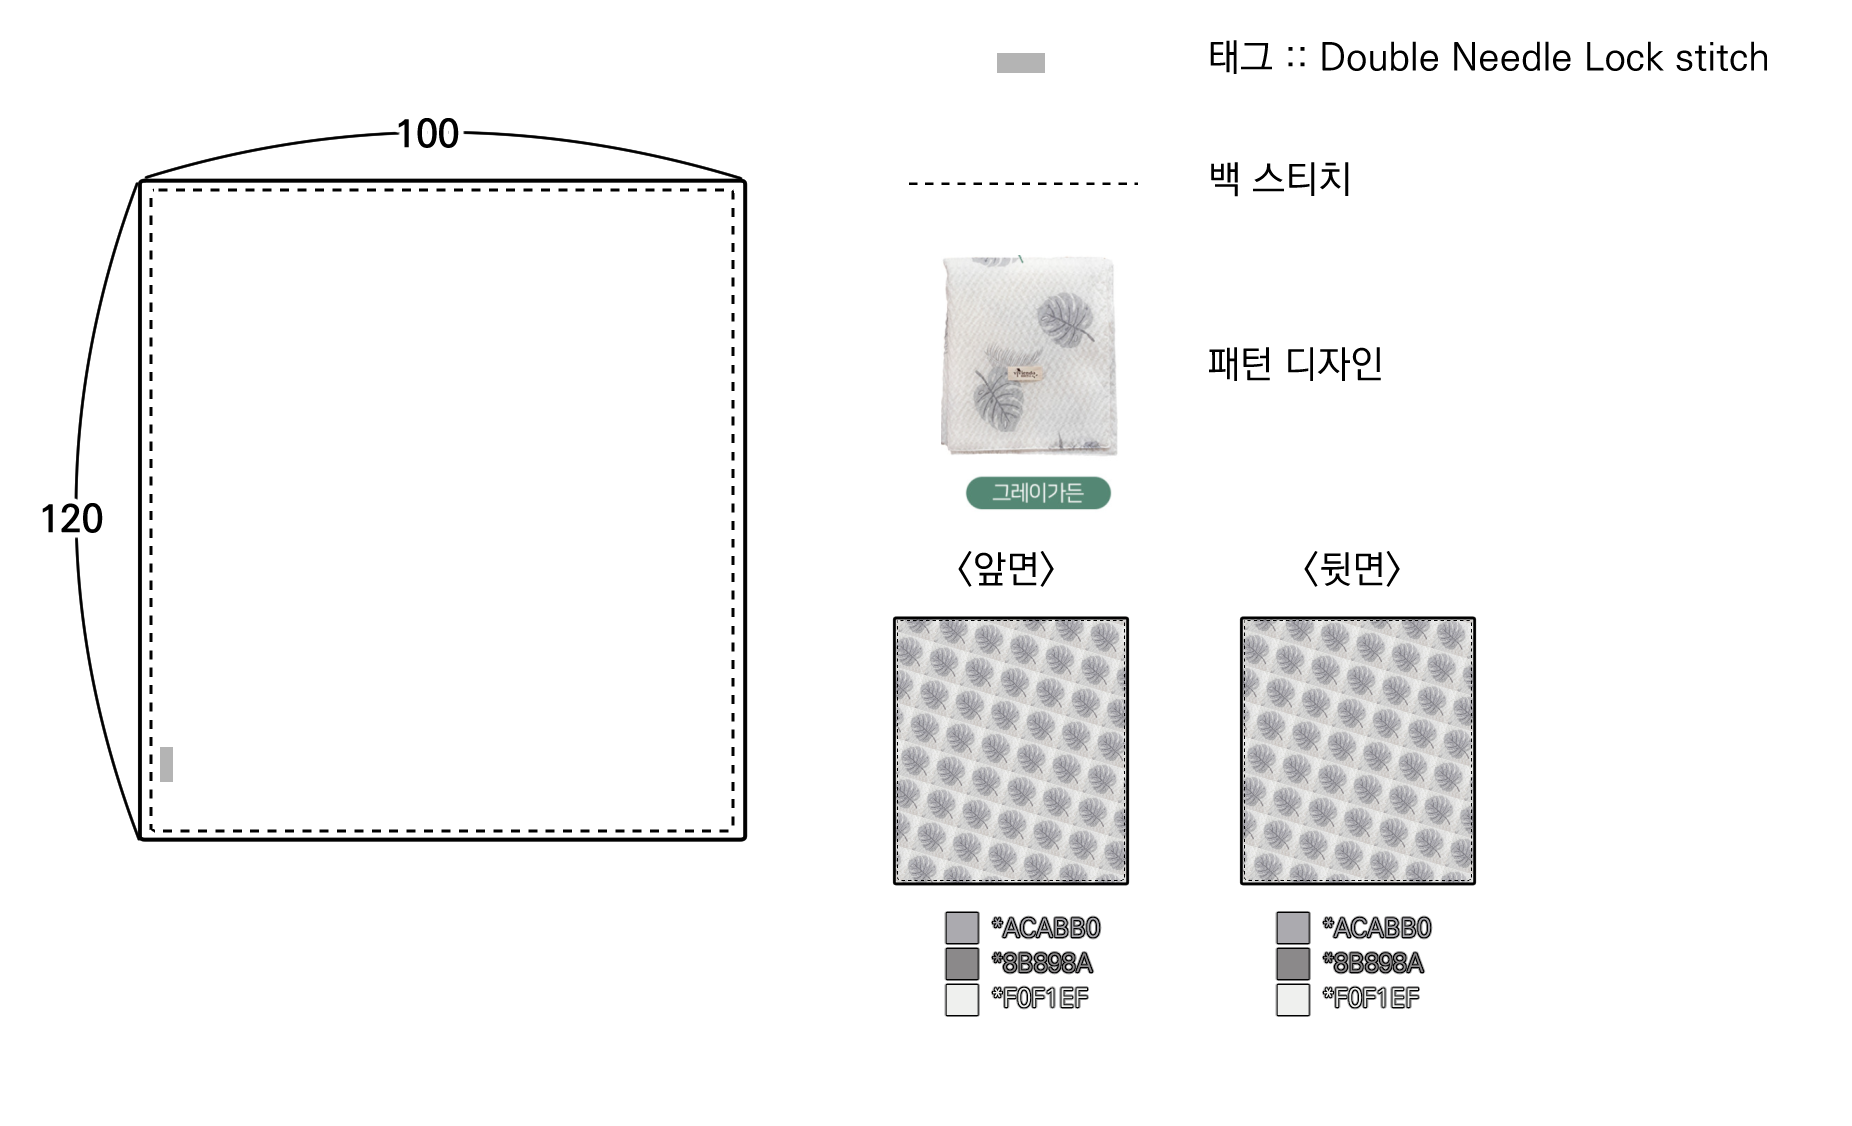 태그 :: Double Needle Lock stitch
100
백 스티치
120
패턴 디자인
그레이가든
<앞면>
<뒷면>
*ACABB0
*8B898A
*F0F1EF
*ACABB0
*8B898A
*F0F1EF